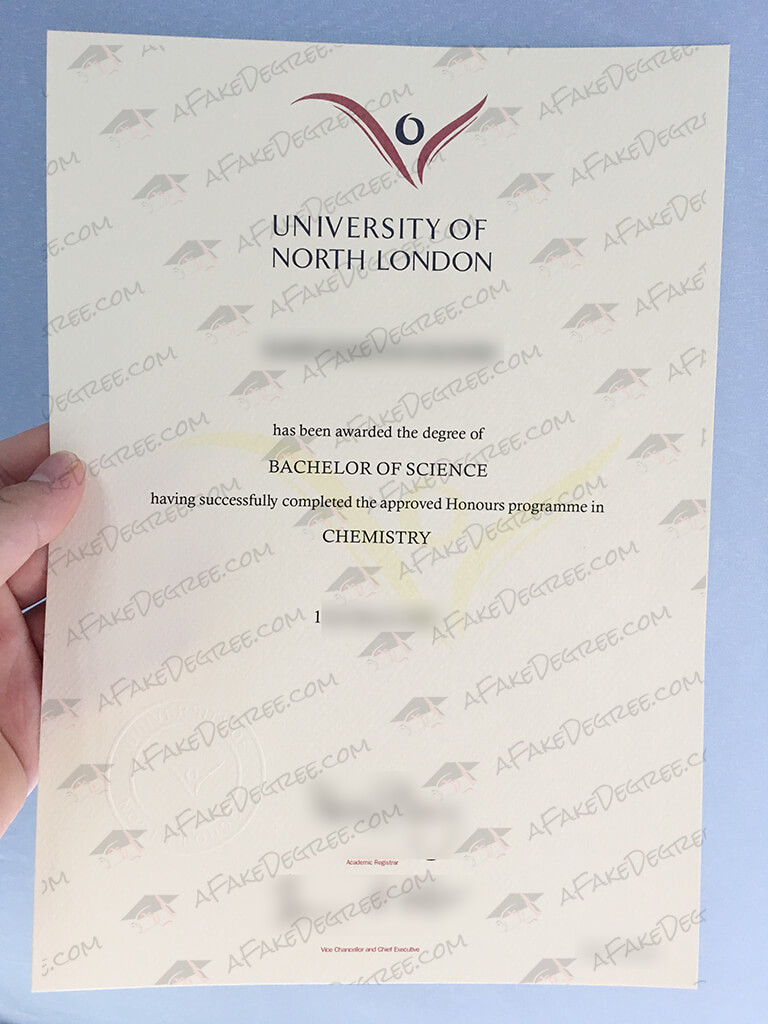 UNIVERSITY OF
NORTH LONDON
has been awarded the degree of
BACHELOR OF SCIENCE
having successfully completed the approved Honours programme in
CHEMISTRY
1
Academic Registrar
Vice Chancellor and Chief Executive
AFAKEDEGREE.COM